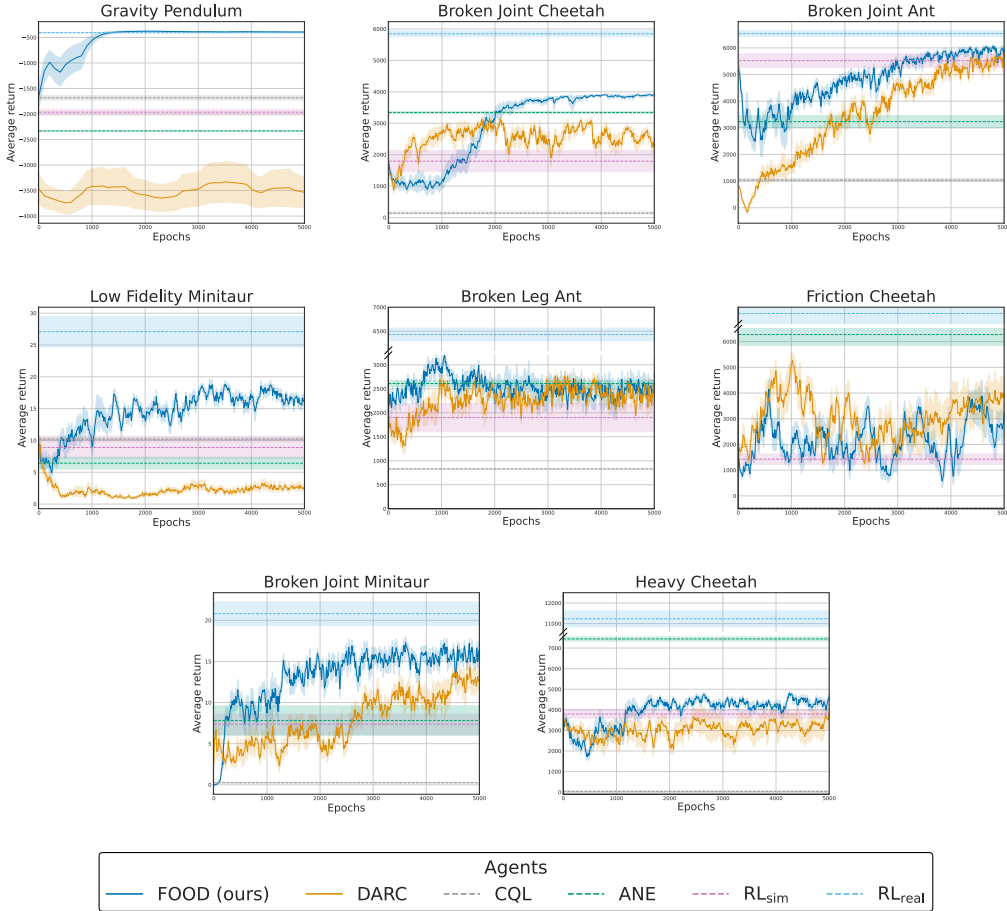 Gravity Pendulum
Average return
−500
−1000
−1500
−2000
−2500
−3000
−3500
−4000
0 1000 2000 3000 4000 5000
Epochs
Broken Joint Cheetah
Average return
6000
5000
4000
3000
2000
1000
0
0 1000 2000 3000 4000 5000
Epochs
Broken Joint Ant
Average return
6000
5000
4000
3000
2000
1000
0
0 1000 2000 3000 4000 5000
Epochs
Low Fidelity Minitaur
Average return
30
25
20
15
10
5
0
0 1000 2000 3000 4000 5000
Epochs
Broken Leg Ant
Average return
7000
6500
3000
2500
2000
1500
1000
500
0
0 1000 2000 3000 4000 5000
Epochs
Friction Cheetah
Average return
7000
6000
5000
4000
3000
2000
1000
0
0 1000 2000 3000 4000 5000
Epochs
Broken Joint Minitaur
Average return
20
15
10
5
0
0 1000 2000 3000 4000 5000
Epochs
Heavy Cheetah
Average return
12000
11000
7000
6000
5000
4000
3000
2000
1000
0
0 1000 2000 3000 4000 5000
Epochs
Agents
FOOD (ours) DARC CQL ANE RLsim RLreal